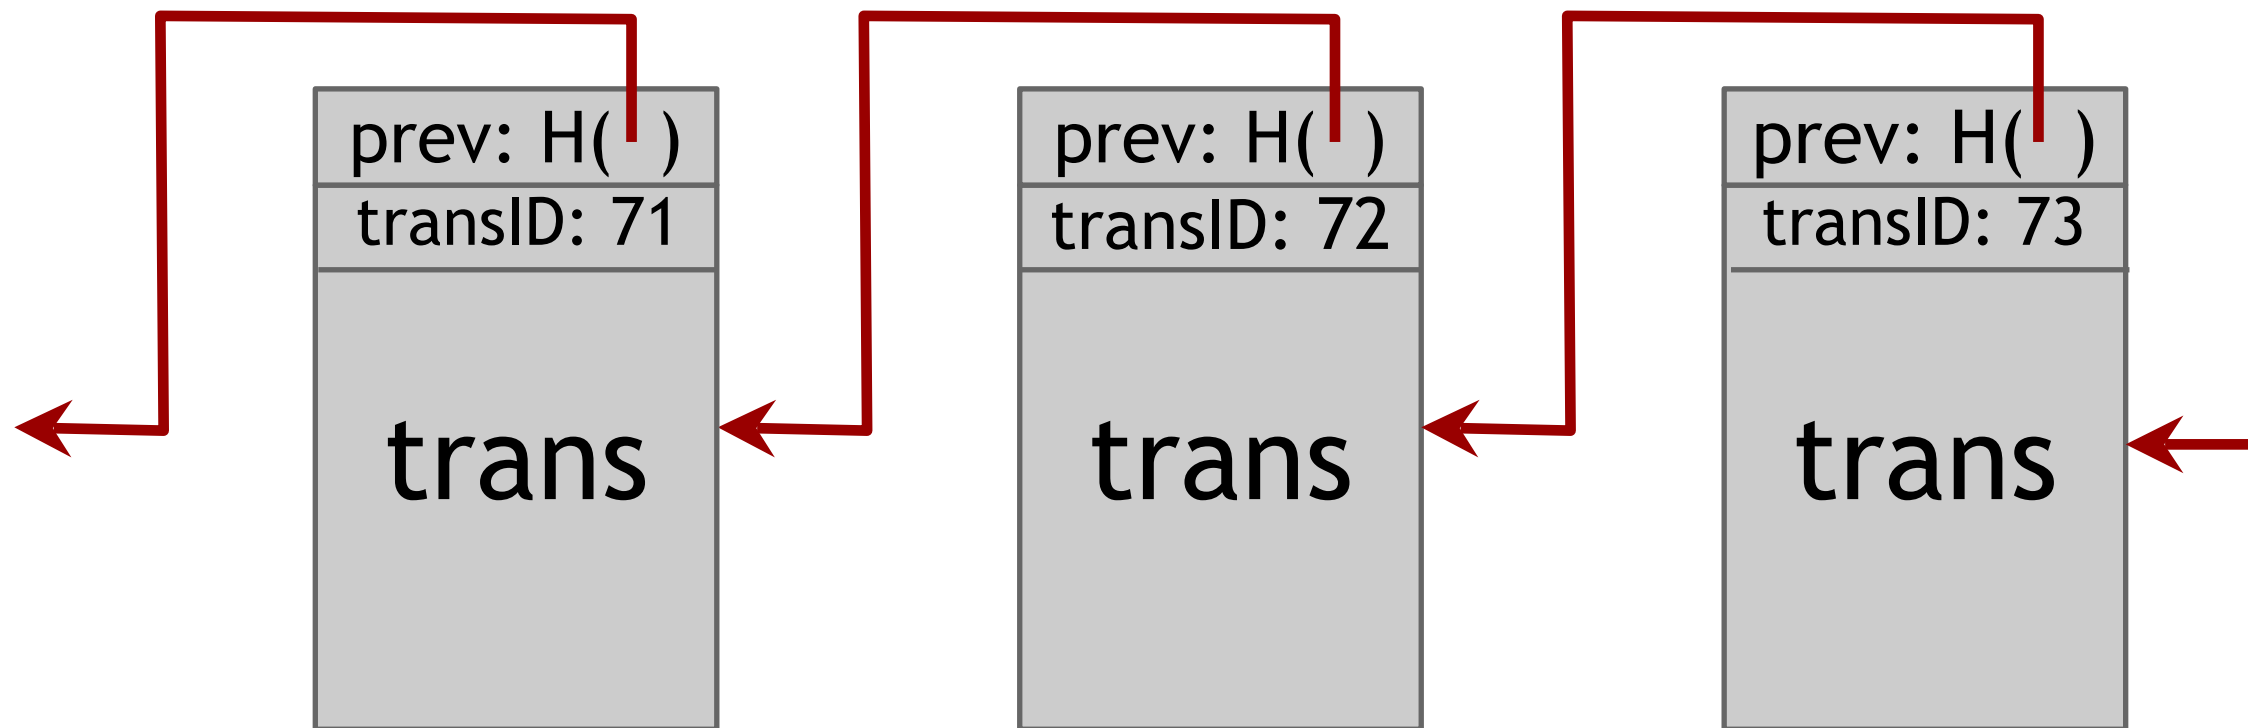 prev: H( )
transID: 71
trans
prev: H( )
transID: 72
trans
prev: H( )
transID: 73
trans